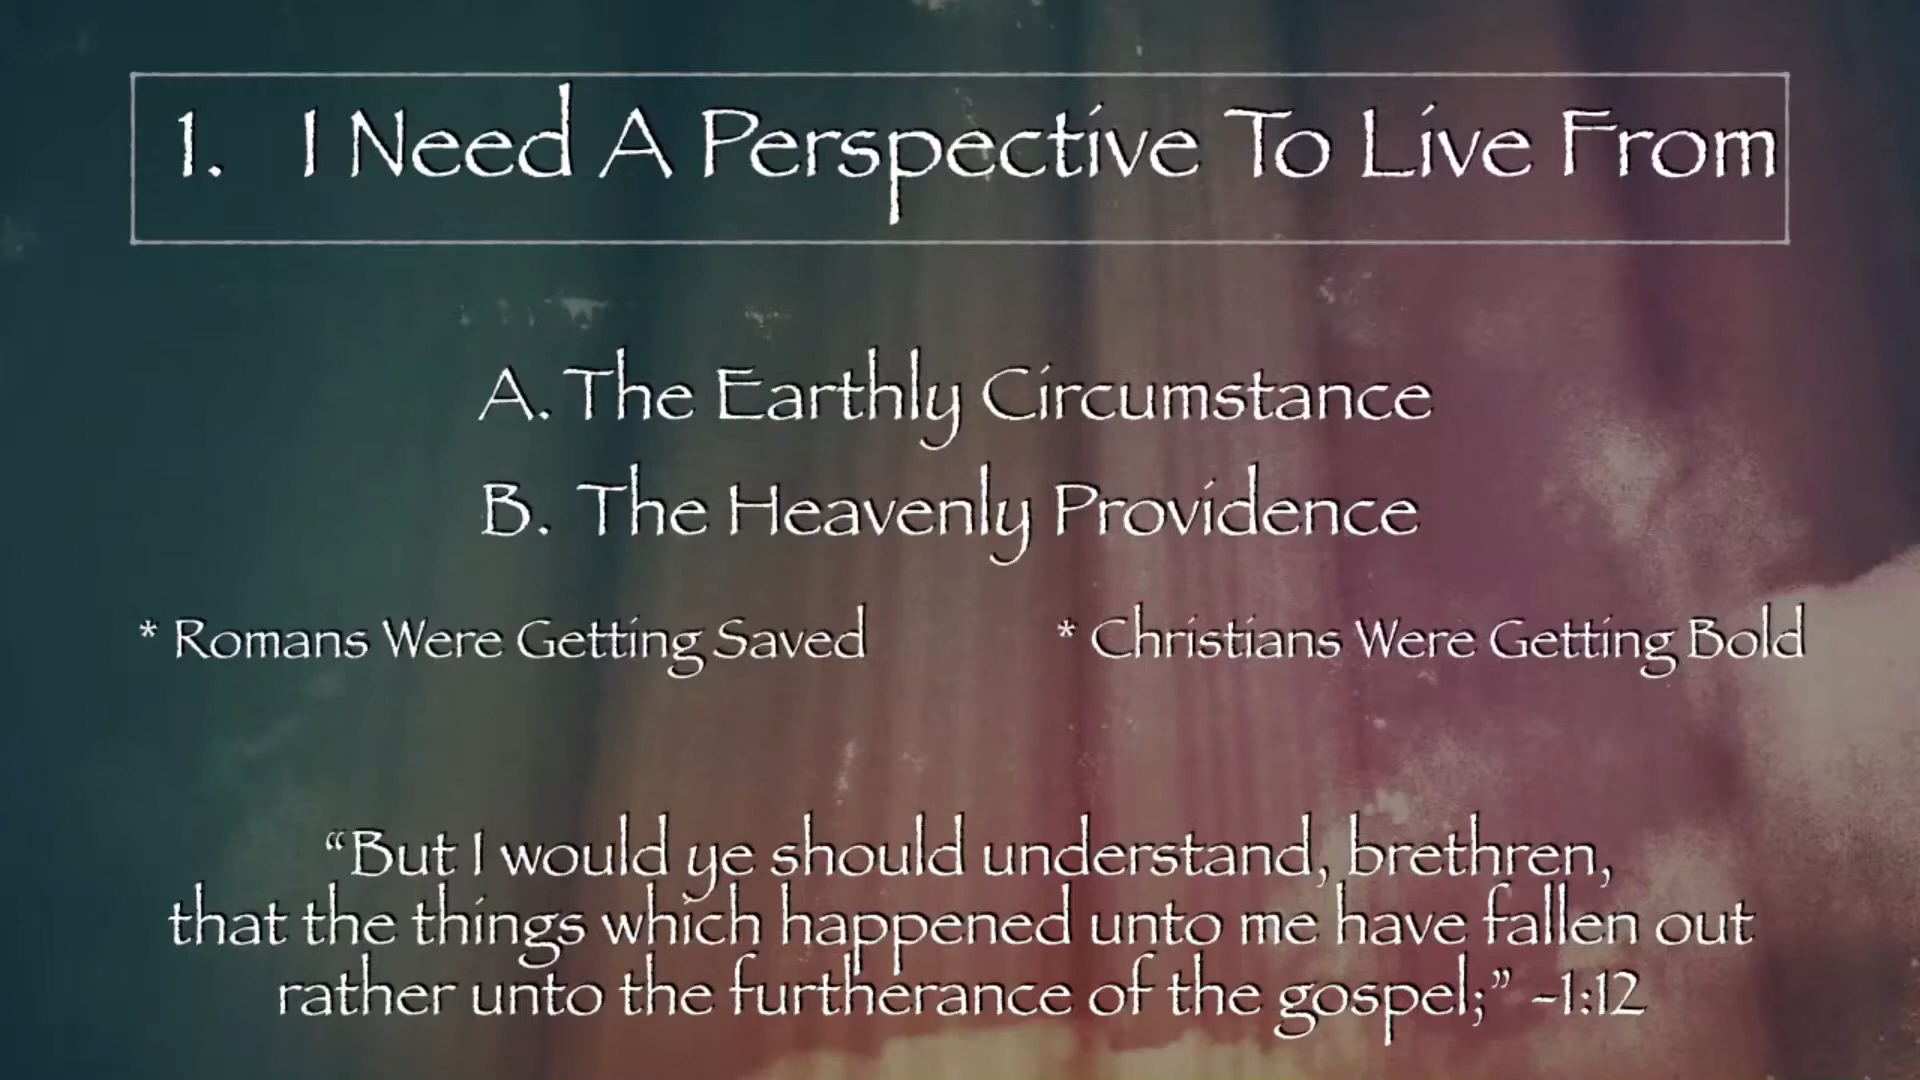 1. I Need A Perspective To Live From
A. The Earthly Circumstance
B. The Heavenly Providence
* Romans Were Getting Saved * Christians Were Getting Bold
“But I would ye should understand, brethren,
that the things which happened unto me have fallen out
rather unto the furtherance of the gospel;” -1:12